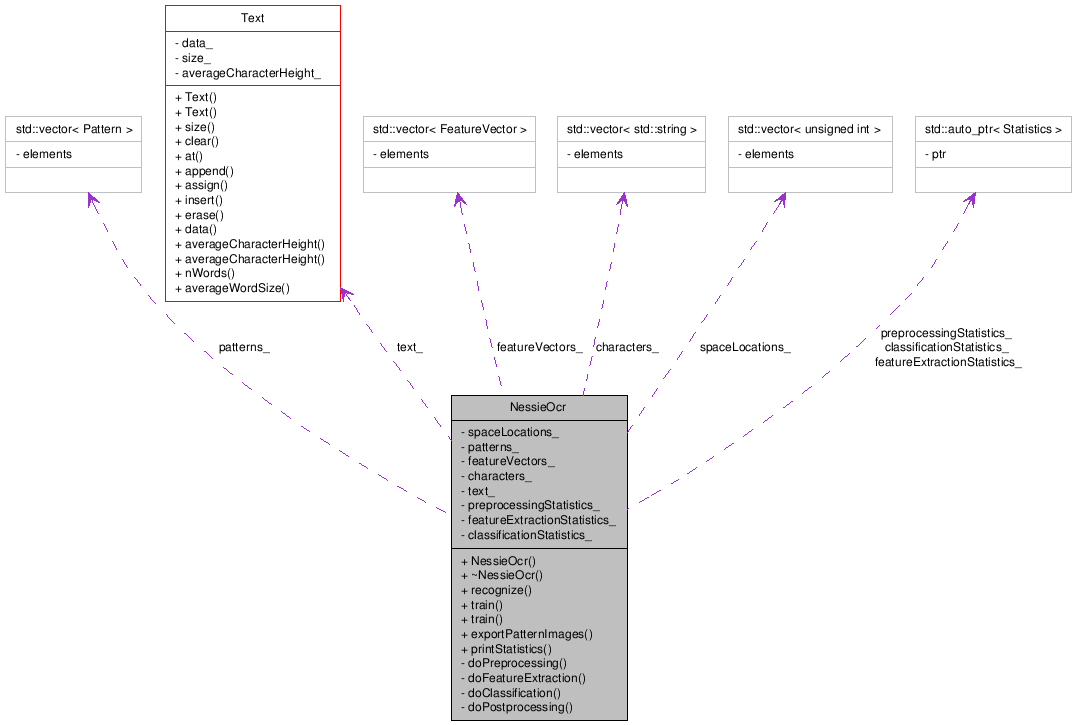 Text
- data_
- size_
- averageCharacterHeight_
+ Text()
+ Text()
+ size()
+ clear()
+ at()
+ append()
+ assign()
+ insert()
+ erase()
+ data()
+ averageCharacterHeight()
+ averageCharacterHeight()
+ nWords()
+ averageWordSize()
std::vector< Pattern >
- elements
std::vector< FeatureVector >
- elements
std::vector< std::string >
- elements
std::vector< unsigned int >
- elements
std::auto_ptr< Statistics >
- ptr
patterns_
text_
featureVectors_
characters_
spaceLocations_
preprocessingStatistics_
classificationStatistics_
featureExtractionStatistics_
NessieOcr
- spaceLocations_
- patterns_
- featureVectors_
- characters_
- text_
- preprocessingStatistics_
- featureExtractionStatistics_
- classificationStatistics_
+ NessieOcr()
+ ~NessieOcr()
+ recognize()
+ train()
+ train()
+ exportPatternImages()
+ printStatistics()
- doPreprocessing()
- doFeatureExtraction()
- doClassification()
- doPostprocessing()